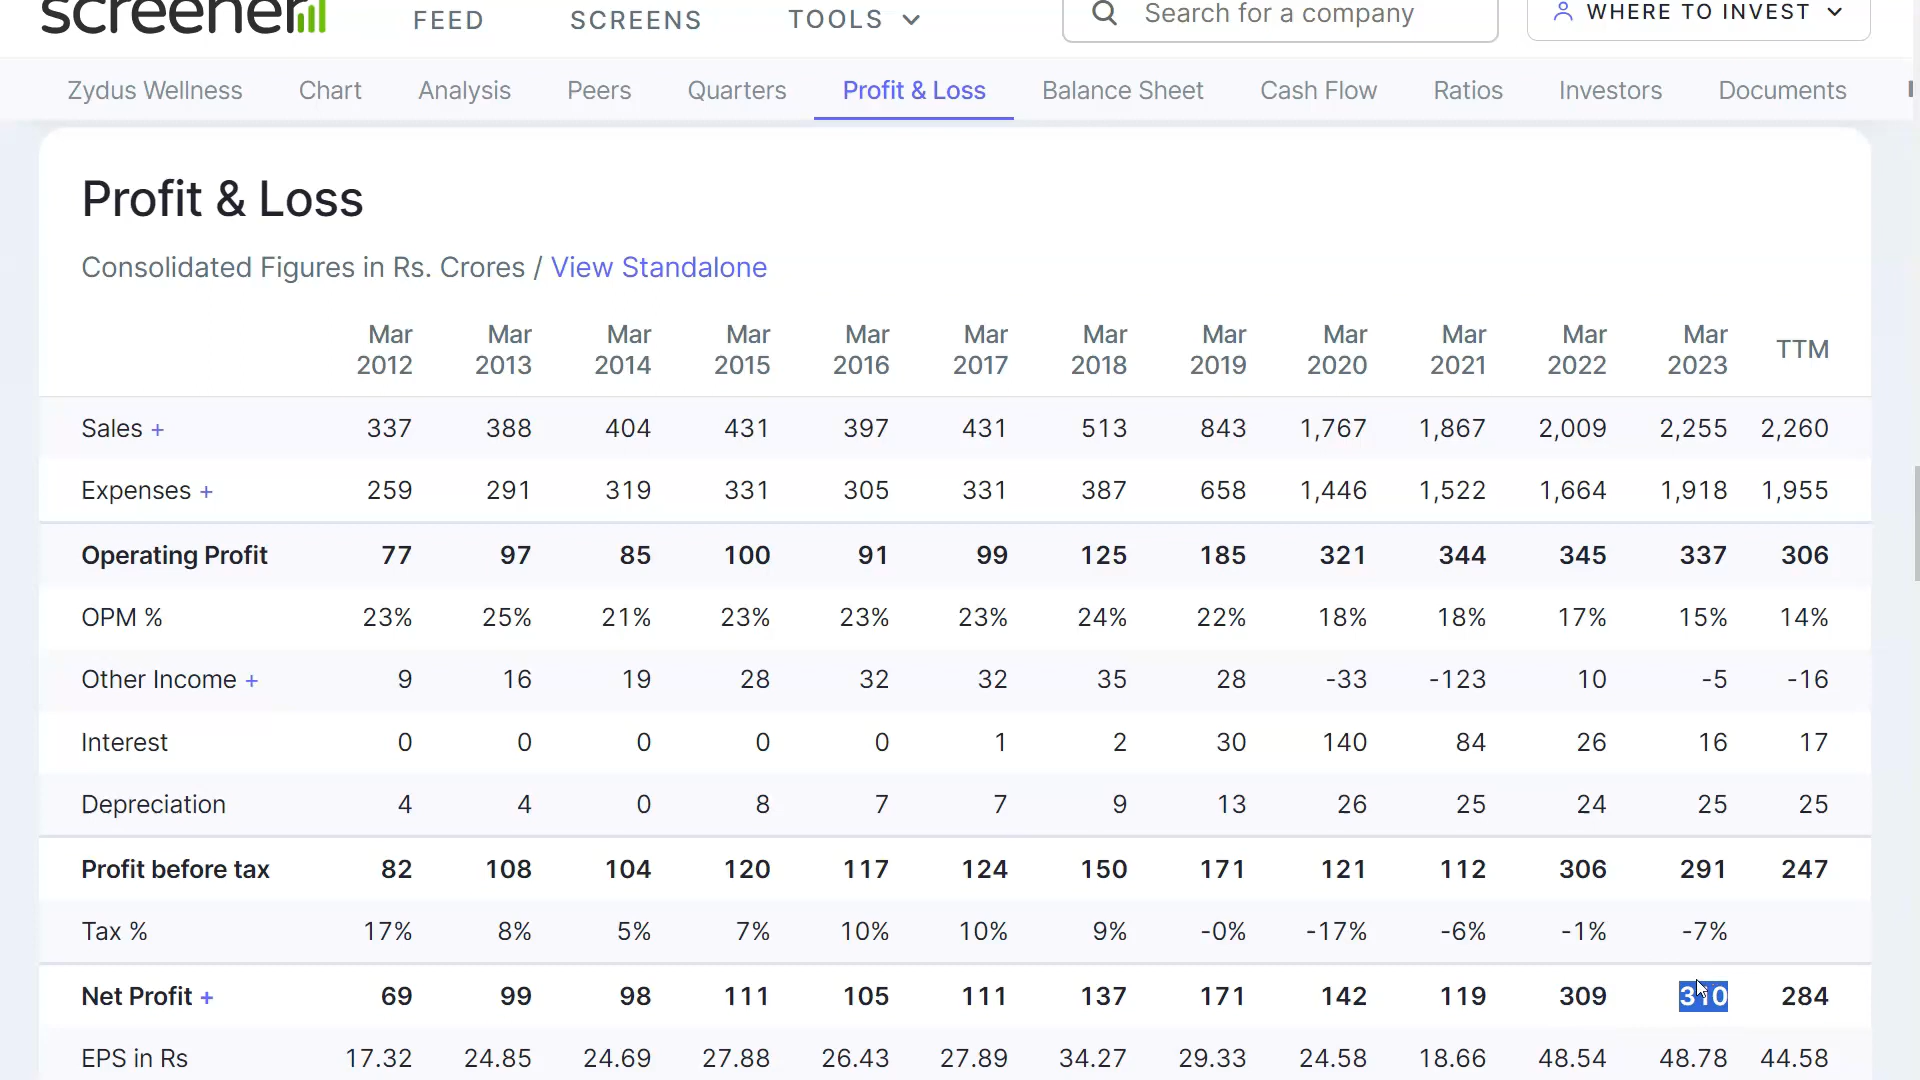 screener
FEED SCREENS TOOLS Search for a company WHERE TO INVEST
Zydus Wellness Chart Analysis Peers Quarters Profit & Loss Balance Sheet Cash Flow Ratios Investors Documents
Profit & Loss
Consolidated Figures in Rs. Crores / View Standalone
Mar 2012 Mar 2013 Mar 2014 Mar 2015 Mar 2016 Mar 2017 Mar 2018 Mar 2019 Mar 2020 Mar 2021 Mar 2022 Mar 2023 TTM
Sales + 337 388 404 431 397 431 513 843 1,767 1,867 2,009 2,255 2,260
Expenses + 259 291 319 331 305 331 387 658 1,446 1,522 1,664 1,918 1,955
Operating Profit 77 97 85 100 91 99 125 185 321 344 345 337 306
OPM % 23% 25% 21% 23% 23% 23% 24% 22% 18% 18% 17% 15% 14%
Other Income + 9 16 19 28 32 32 35 28 -33 -123 10 -5 -16
Interest 0 0 0 0 0 1 2 30 140 84 26 16 17
Depreciation 4 4 0 8 7 7 9 13 26 25 24 25 25
Profit before tax 82 108 104 120 117 124 150 171 121 112 306 291 247
Tax % 17% 8% 5% 7% 10% 10% 9% -0% -17% -6% -1% -7%
Net Profit + 69 99 98 111 105 111 137 171 142 119 309 310 284
EPS in Rs 17.32 24.85 24.69 27.88 26.43 27.89 34.27 29.33 24.58 18.66 48.54 48.78 44.58